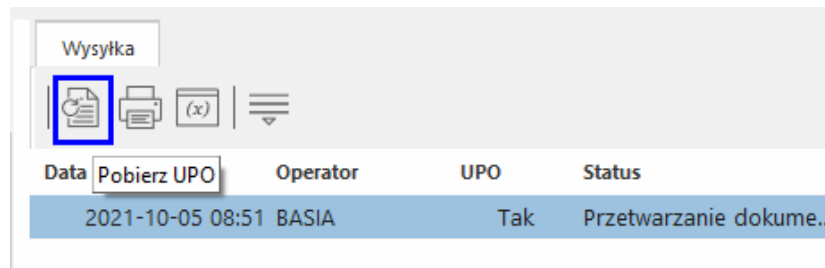 Wysyłka
(x)
Data Pobierz UPO Operator UPO Status
2021-10-05 08:51 BASIA Tak Przetwarzanie dokume..